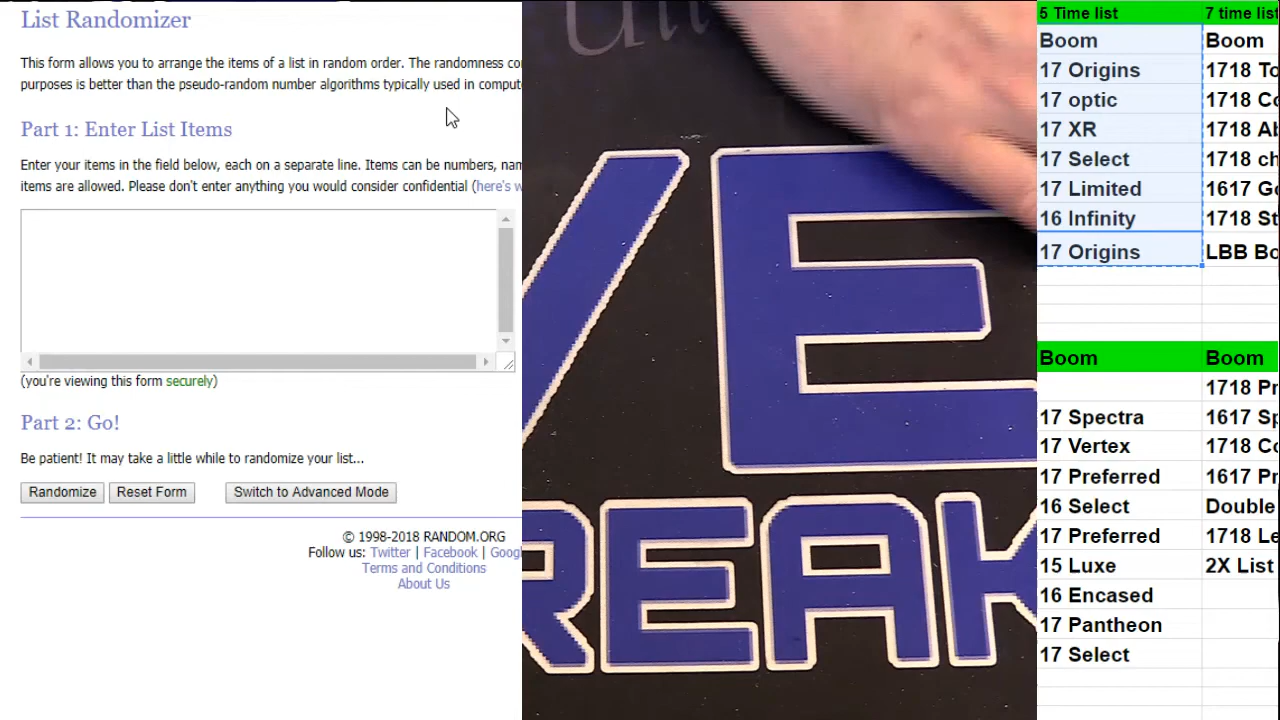 List Randomizer
This form allows you to arrange the items of a list in random order. The randomness co
purposes is better than the pseudo-random number algorithms typically used in compute
Part 1: Enter List Items
Enter your items in the field below, each on a separate line. Items can be numbers, nam
items are allowed. Please don't enter anything you would consider confidential (here's w
(you're viewing this form securely)
Part 2: Go!
Be patient! It may take a little while to randomize your list...
Randomize
Reset Form
Switch to Advanced Mode
© 1998-2018 RANDOM.ORG
Follow us: Twitter | Facebook | Googl
Terms and Conditions
About Us
VE
REAK
5 Time list
7 time list
Boom
Boom
17 Origins
1718 To
17 optic
1718 Co
17 XR
1718 Ab
17 Select
1718 ch
17 Limited
1617 Go
16 Infinity
1718 St
17 Origins
LBB Bo
Boom
Boom
1718 Pr
17 Spectra
1617 Sp
17 Vertex
1718 Co
17 Preferred
1617 Pr
16 Select
Double
17 Preferred
1718 Le
15 Luxe
2X List
16 Encased
17 Pantheon
17 Select